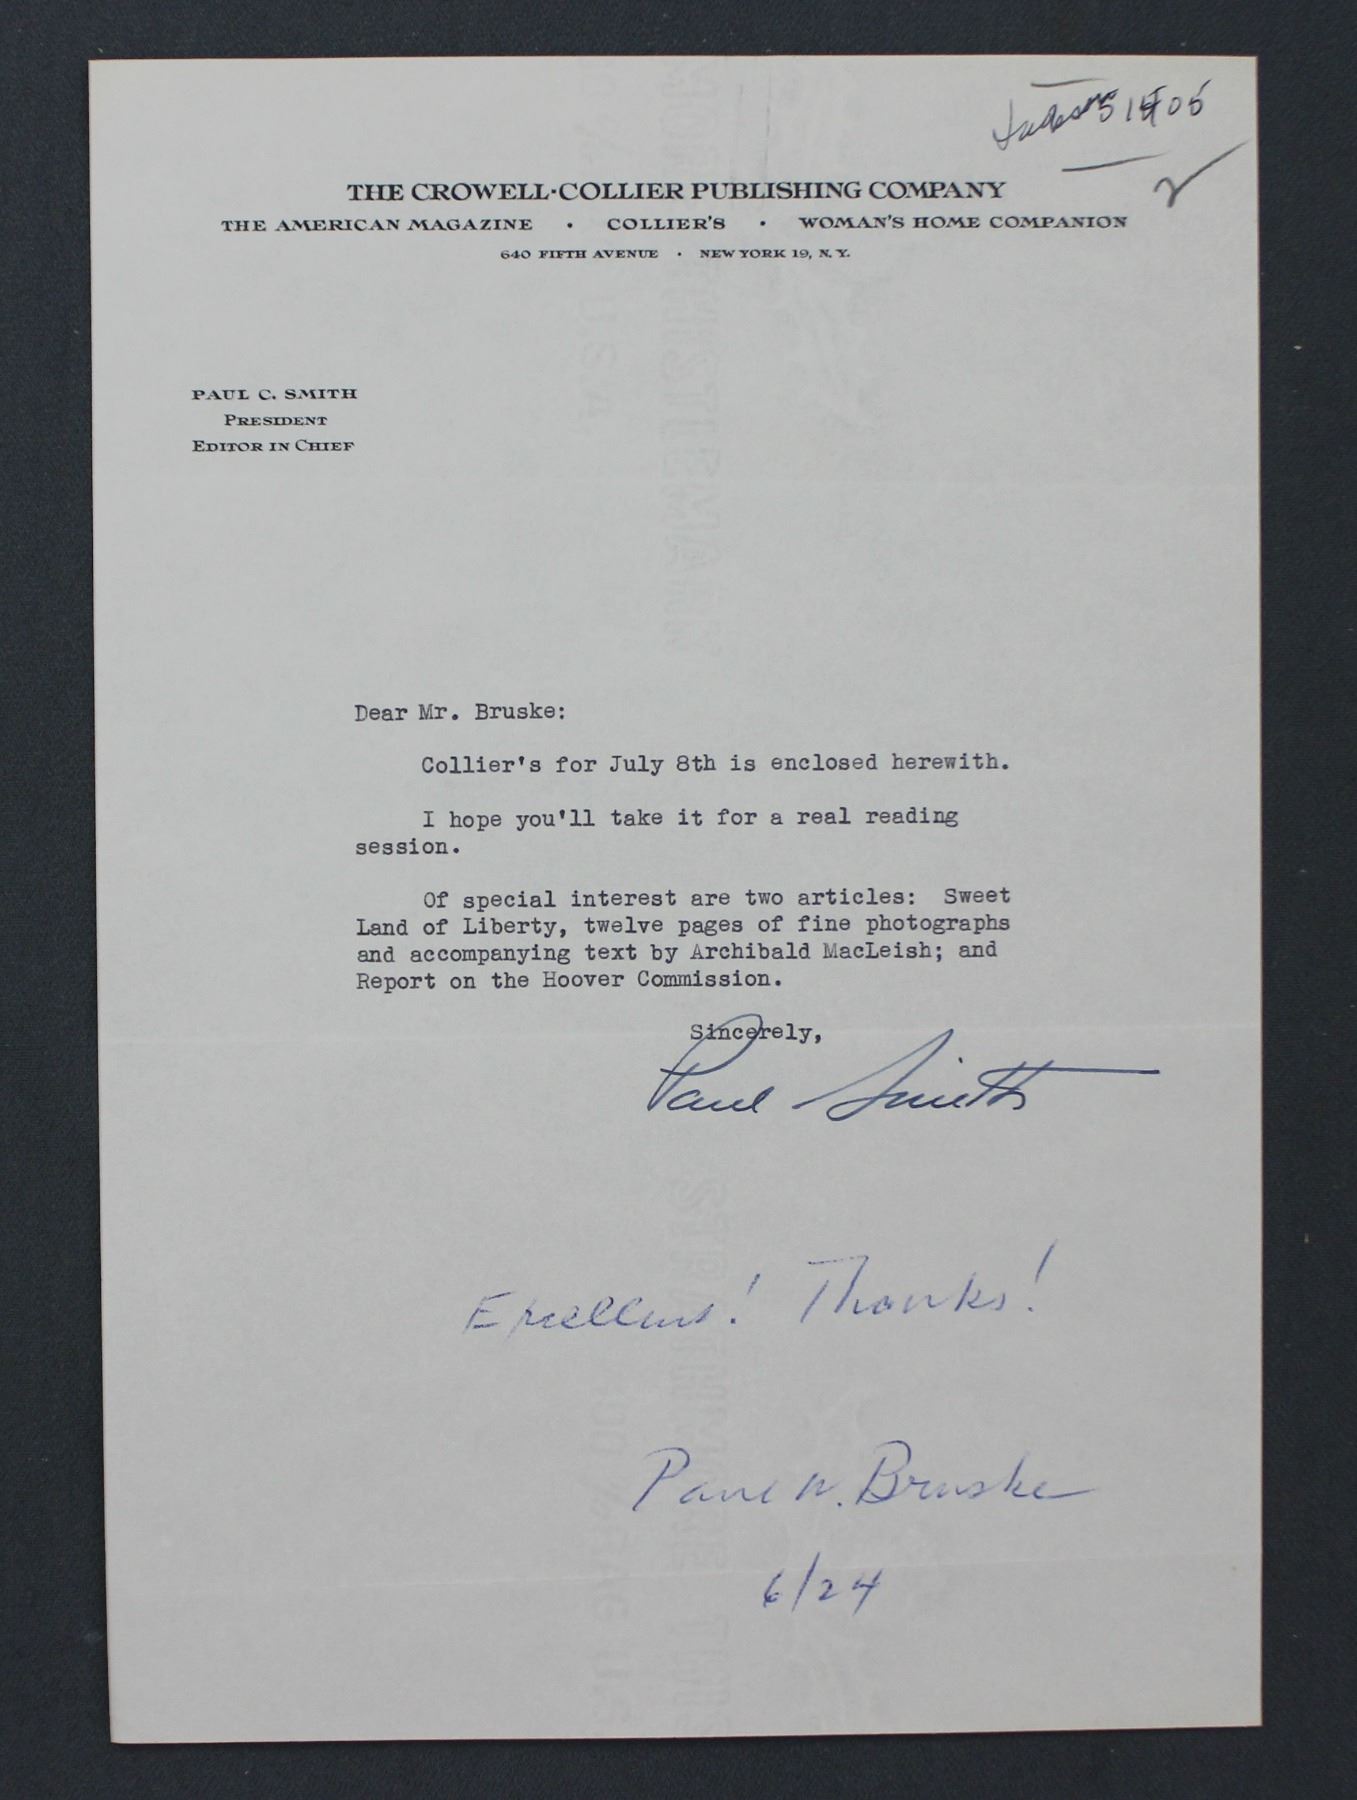 THE CROWELL·COLLIER PUBLISHING COMPANY
THE AMERICAN MAGAZINE · COLLIER'S · WOMAN'S HOME COMPANION
640 FIFTH AVENUE · NEW YORK 19, N. Y.
PAUL C. SMITH
PRESIDENT
EDITOR IN CHIEF
Dear Mr. Bruske:
Collier's for July 8th is enclosed herewith.
I hope you'll take it for a real reading
session.
Of special interest are two articles: Sweet
Land of Liberty, twelve pages of fine photographs
and accompanying text by Archibald MacLeish; and
Report on the Hoover Commission.
Sincerely,
Paul Smith
Excellent! Thanks!
Paul W. Bruske
6/24